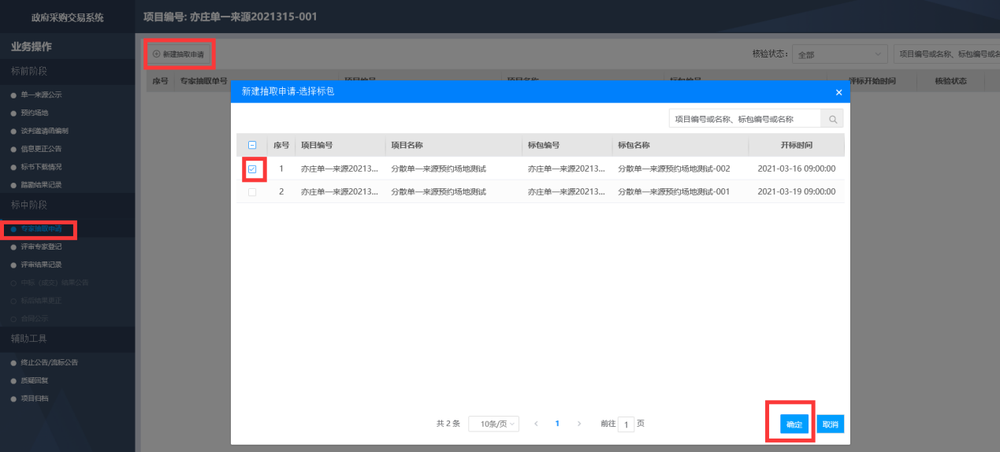 政府采购交易系统
项目编号: 亦庄单一来源2021315-001
业务操作
标前阶段
单一来源公示
预约场地
谈判邀请函编制
信息更正公告
标书下载情况
踏勘结果记录
标中阶段
专家抽取申请
评审专家登记
评审结果记录
中标（成交）结果公告
标后结果更正
合同公示
辅助工具
终止公告/流标公告
质疑回复
项目归档
新建抽取申请
核验状态： 全部 项目编号或名称、标包编号或名
序号 专家抽取单号 项目编号 项目名称 标包编号 评标开始时间 核验状态
新建抽取申请-选择标包
项目编号或名称、标包编号或名称
序号 项目编号 项目名称 标包编号 标包名称 开标时间
1 亦庄单一来源20213... 分散单一来源预约场地测试 亦庄单一来源20213... 分散单一来源预约场地测试-002 2021-03-16 09:00:00
2 亦庄单一来源20213... 分散单一来源预约场地测试 亦庄单一来源20213... 分散单一来源预约场地测试-001 2021-03-19 09:00:00
共 2 条 10条/页 1 前往 1 页
确定 取消